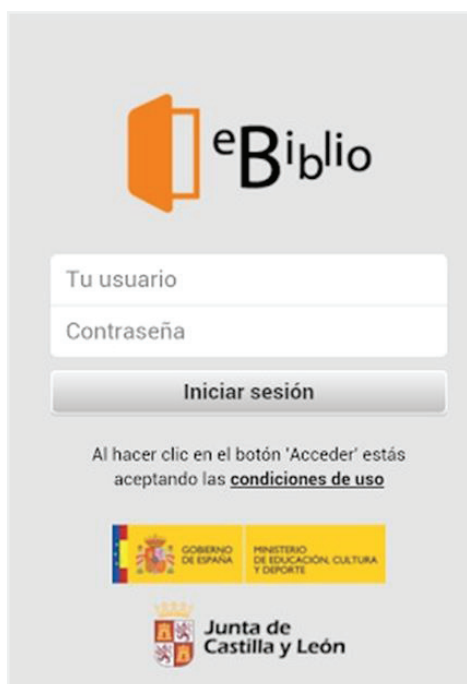 eBiblio
Tu usuario
Contraseña
Iniciar sesión
Al hacer clic en el botón 'Acceder' estás
aceptando las condiciones de uso
GOBIERNO
DE ESPAÑA
MINISTERIO
DE EDUCACIÓN, CULTURA
Y DEPORTE
Junta de
Castilla y León